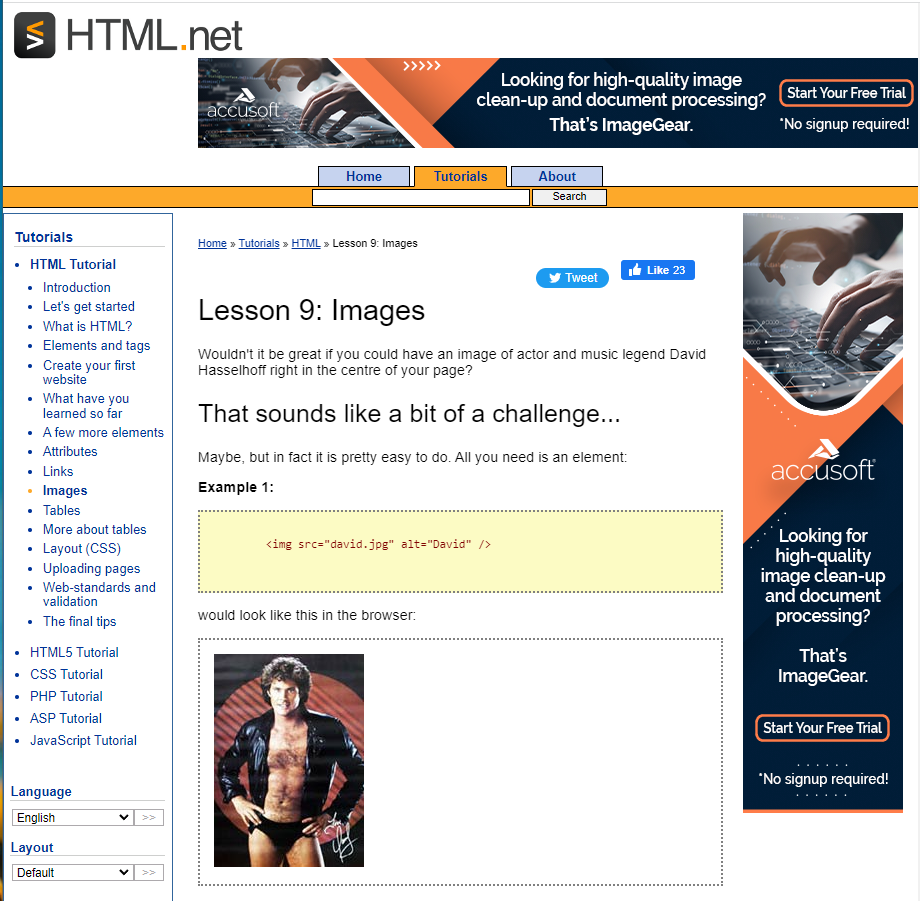 HTML.net
accusoft
>>>>>
Looking for high-quality image
clean-up and document processing?
That's ImageGear.
Start Your Free Trial
*No signup required!
Home
Tutorials
About
Search
Tutorials
HTML Tutorial
Introduction
Let's get started
What is HTML?
Elements and tags
Create your first
website
What have you
learned so far
A few more elements
Attributes
Links
Images
Tables
More about tables
Layout (CSS)
Uploading pages
Web-standards and
validation
The final tips
HTML5 Tutorial
CSS Tutorial
PHP Tutorial
ASP Tutorial
JavaScript Tutorial
Language
English >>
Layout
Default >>
Home » Tutorials » HTML » Lesson 9: Images
Tweet
Like 23
Lesson 9: Images
Wouldn't it be great if you could have an image of actor and music legend David
Hasselhoff right in the centre of your page?
That sounds like a bit of a challenge...
Maybe, but in fact it is pretty easy to do. All you need is an element:
Example 1:
<img src="david.jpg" alt="David" />
would look like this in the browser:
accusoft
Looking for
high-quality
image clean-up
and document
processing?
That's
ImageGear.
Start Your Free Trial
*No signup required!